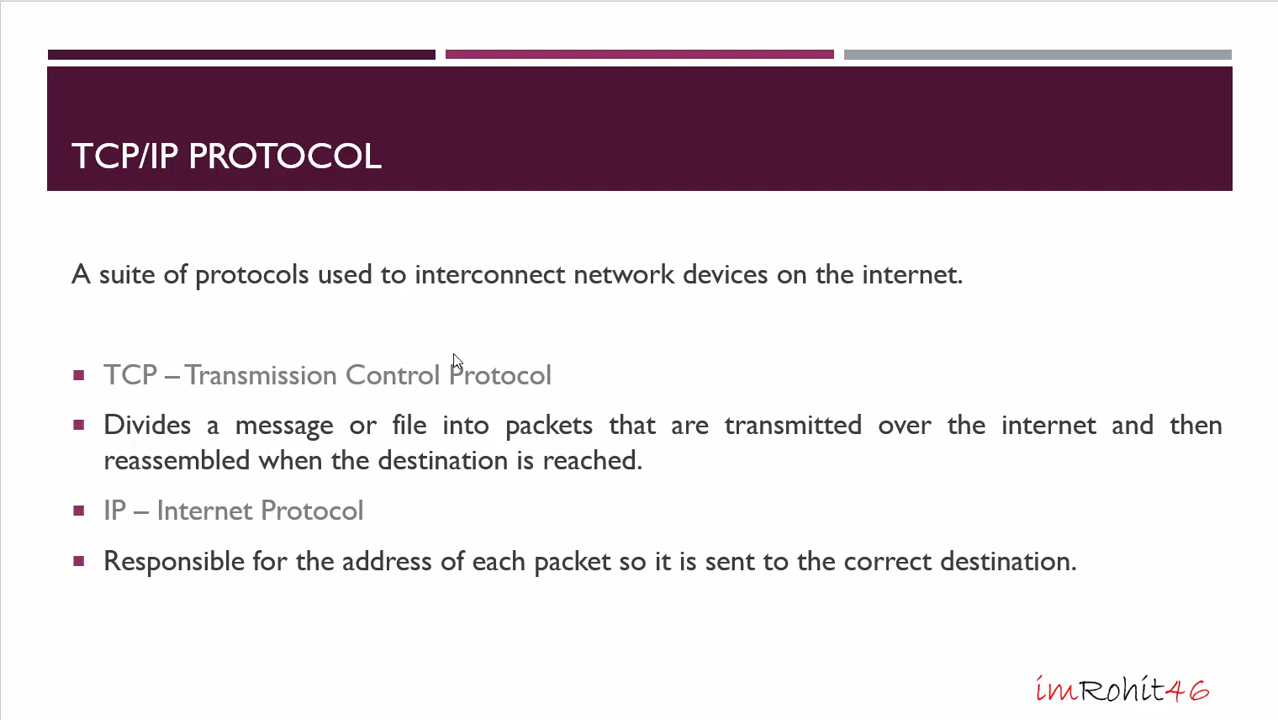 TCP/IP PROTOCOL
A suite of protocols used to interconnect network devices on the internet.
TCP – Transmission Control Protocol
Divides a message or file into packets that are transmitted over the internet and then
reassembled when the destination is reached.
IP – Internet Protocol
Responsible for the address of each packet so it is sent to the correct destination.
imRohit46